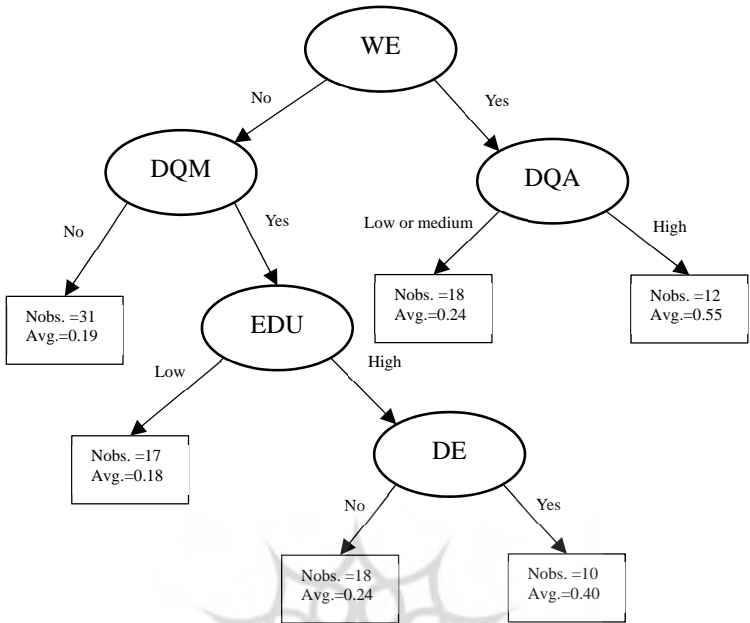 WE
No
Yes
DQM
DQA
No
Yes
Low or medium
High
Nobs. =31
Avg.=0.19
EDU
Nobs. =18
Avg.=0.24
Nobs. =12
Avg.=0.55
Low
High
Nobs. =17
Avg.=0.18
DE
No
Yes
Nobs. =18
Avg.=0.24
Nobs. =10
Avg.=0.40